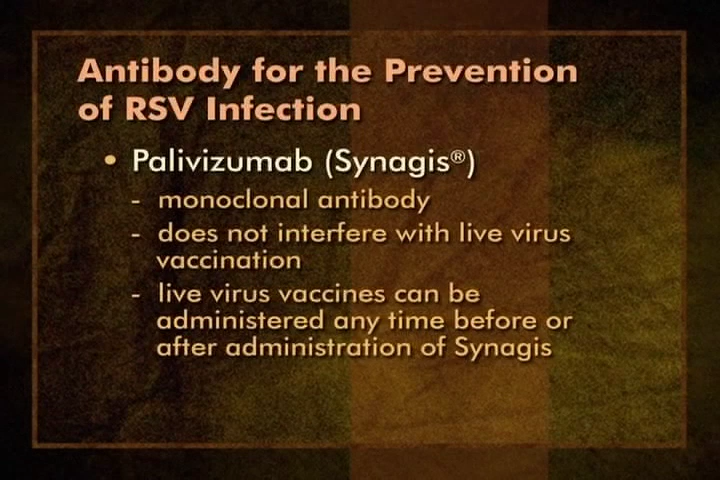 Antibody for the Prevention
of RSV Infection
• Palivizumab (Synagis®)
- monoclonal antibody
- does not interfere with live virus
vaccination
- live virus vaccines can be
administered any time before or
after administration of Synagis